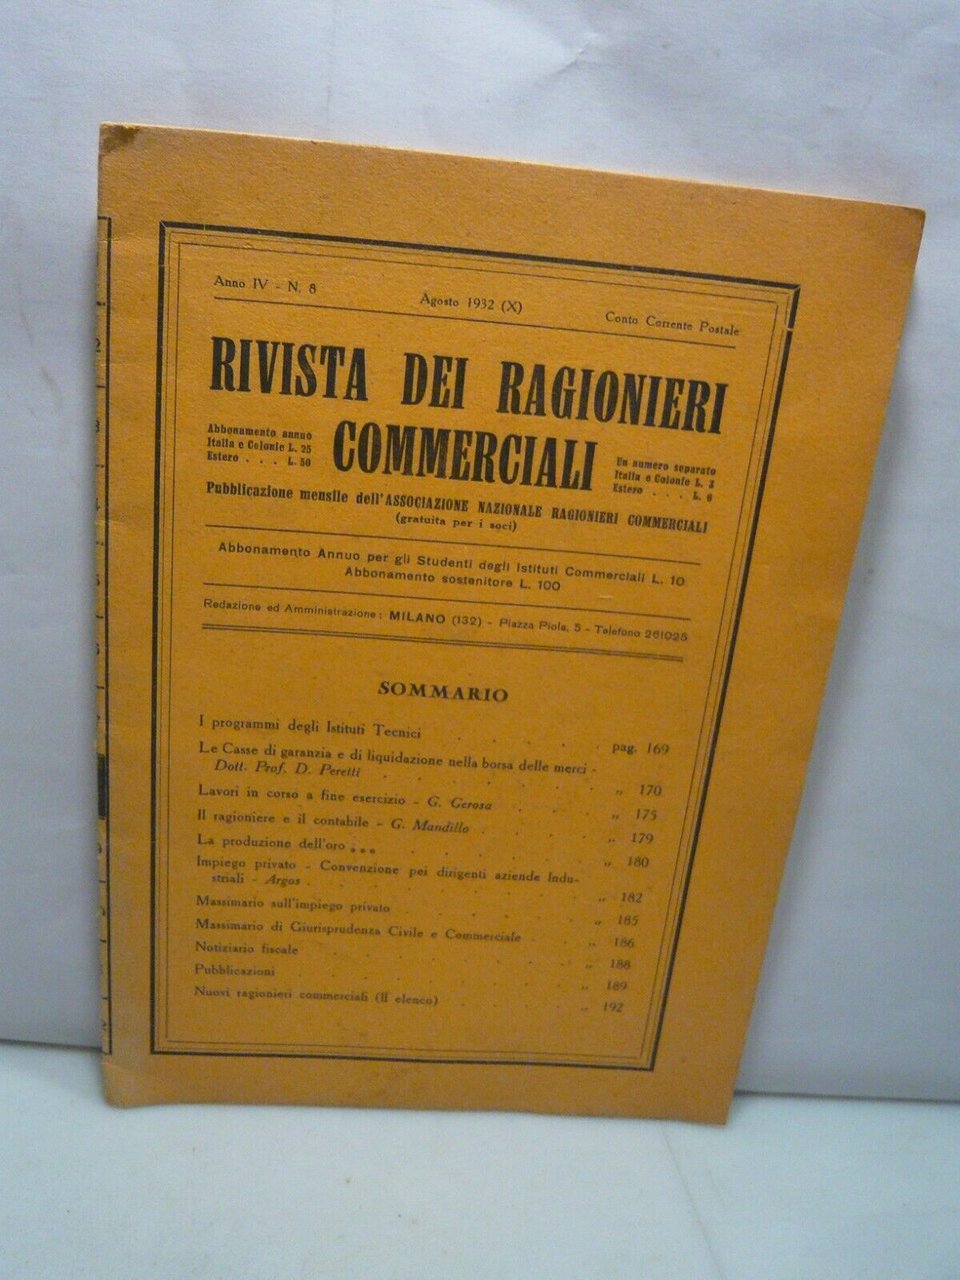 Anno IV - N. 8
Agosto 1932 (X)
Conto Corrente Postale
RIVISTA DEI RAGIONIERI
COMMERCIALI
Abbonamento annuo
Italia e Colonie L. 25
Estero . . . L. 50
Un numero separato
Italia e Colonie L. 3
Estero . . . L. 6
Pubblicazione mensile dell'ASSOCIAZIONE NAZIONALE RAGIONIERI COMMERCIALI
(gratuita per i soci)
Abbonamento Annuo per gli Studenti degli Istituti Commerciali L. 10
Abbonamento sostenitore L. 100
Redazione ed Amministrazione: MILANO (132) - Piazza Piola, 5 - Telefono 261025
SOMMARIO
I programmi degli Istituti Tecnici . . . . . pag. 169
Le Casse di garanzia e di liquidazione nella borsa delle merci -
Dott. Prof. D. Peretti . . . . . . . „ 170
Lavori in corso a fine esercizio - G. Gerosa . . . „ 175
Il ragioniere e il contabile - G. Mandillo . . . . „ 179
La produzione dell'oro *** . . . . . . „ 180
Impiego privato - Convenzione pei dirigenti aziende Indu-
striali - Argos . . . . . . . . „ 182
Massimario sull'impiego privato . . . . . . „ 185
Massimario di Giurisprudenza Civile e Commerciale . . „ 186
Notiziario fiscale . . . . . . . . „ 188
Pubblicazioni . . . . . . . . „ 189
Nuovi ragionieri commerciali (II elenco) . . . . „ 192